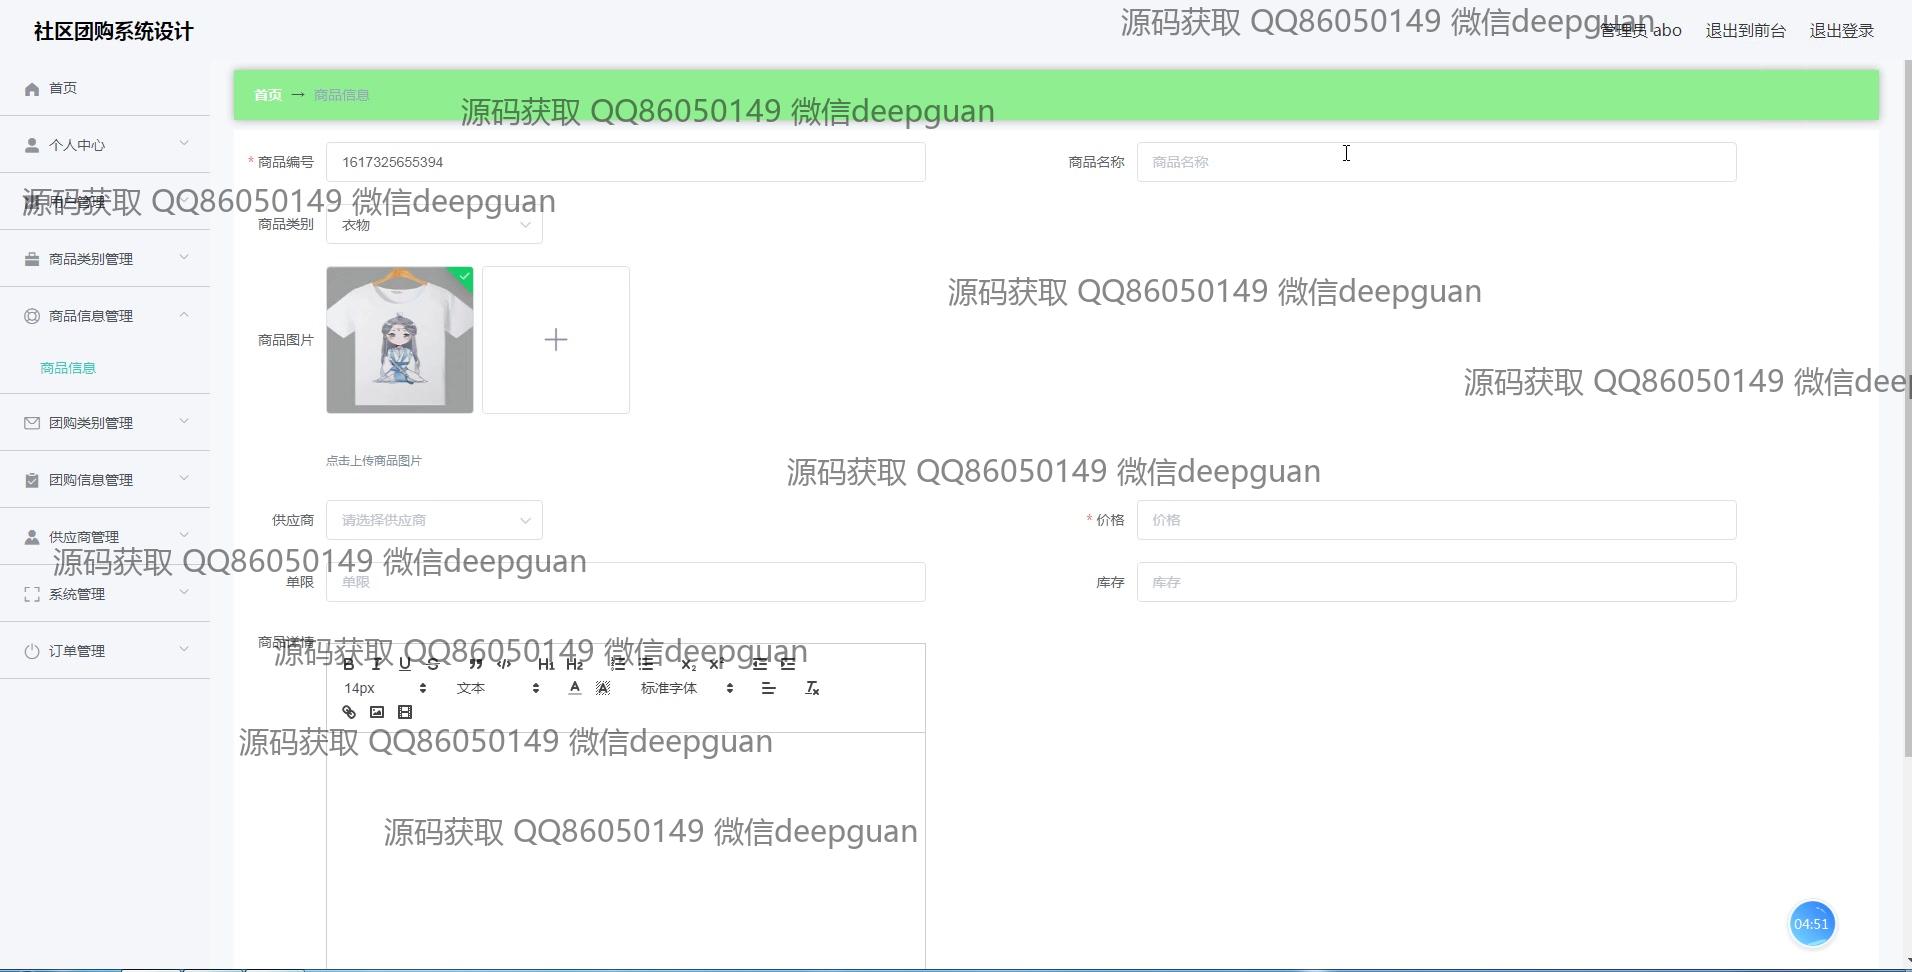 社区团购系统设计
源码获取 QQ86050149 微信deepguan
管理员 abo
退出到前台
退出登录
首页
个人中心
用户管理
商品类别管理
商品信息管理
商品信息
团购类别管理
团购信息管理
供应商管理
系统管理
订单管理
首页 → 商品信息
源码获取 QQ86050149 微信deepguan
* 商品编号 1617325655394
商品名称 商品名称
源码获取 QQ86050149 微信deepguan
商品类别 衣物
源码获取 QQ86050149 微信deepguan
商品图片
源码获取 QQ86050149 微信deep
点击上传商品图片
源码获取 QQ86050149 微信deepguan
供应商 请选择供应商
* 价格 价格
源码获取 QQ86050149 微信deepguan
单限 单限
库存 库存
商品详情
源码获取 QQ86050149 微信deepguan
B I U S H1 H2 X2 X2
14px 文本 A A 标准字体 Tx
源码获取 QQ86050149 微信deepguan
源码获取 QQ86050149 微信deepguan
04:51